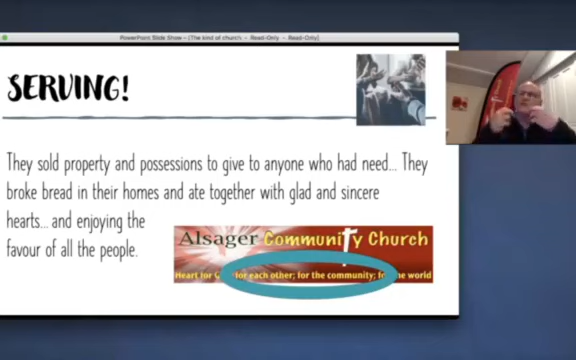 PowerPoint Slide Show - [The kind of church - Read-Only - Read-Only]
SERVING!
They sold property and possessions to give to anyone who had need... They
broke bread in their homes and ate together with glad and sincere
hearts... and enjoying the
favour of all the people.
Alsager Community Church
Heart for for each other; for the community; the world